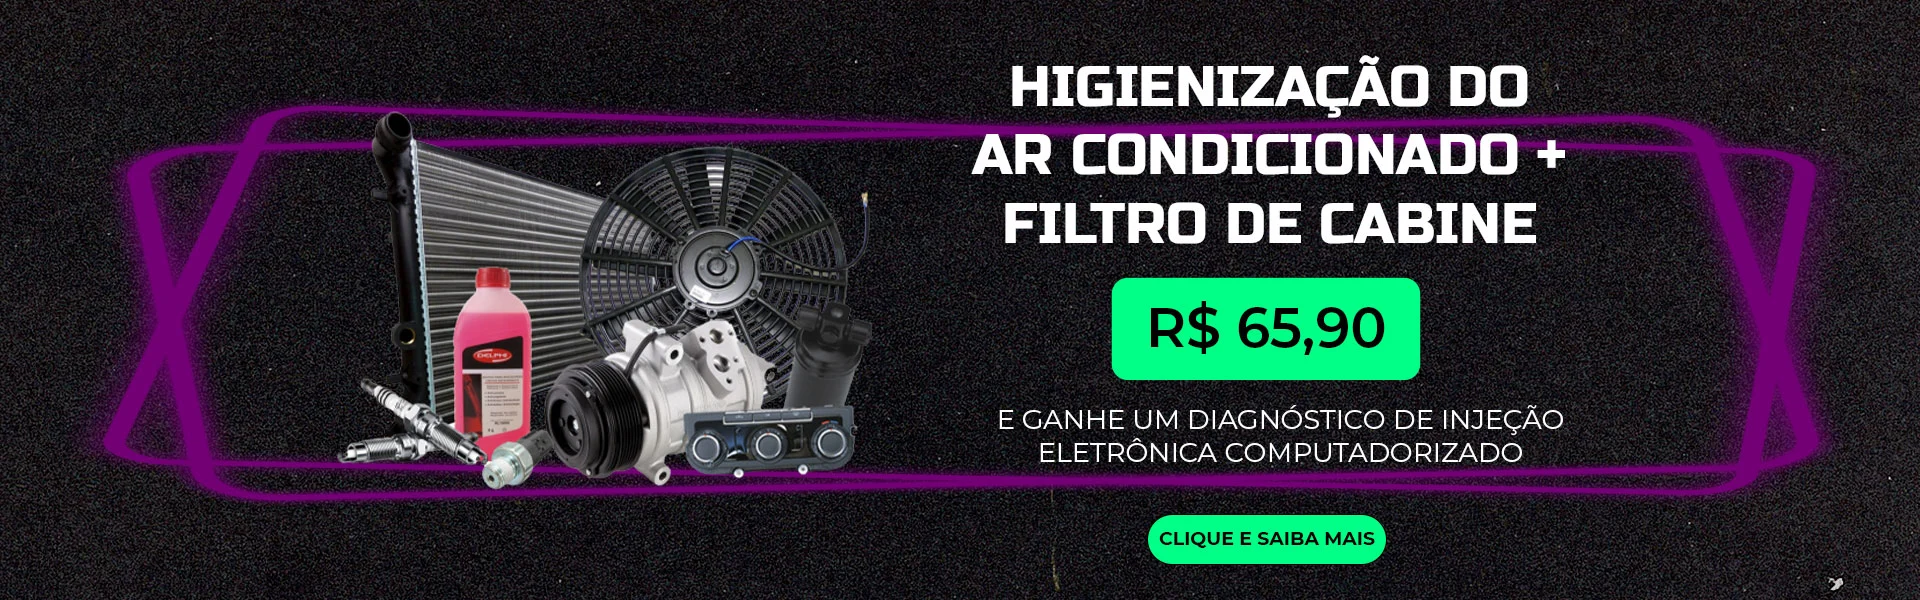 HIGIENIZAÇÃO DO
AR CONDICIONADO +
FILTRO DE CABINE
R$ 65,90
E GANHE UM DIAGNÓSTICO DE INJEÇÃO
ELETRÔNICA COMPUTADORIZADO
CLIQUE E SAIBA MAIS
DELPHI